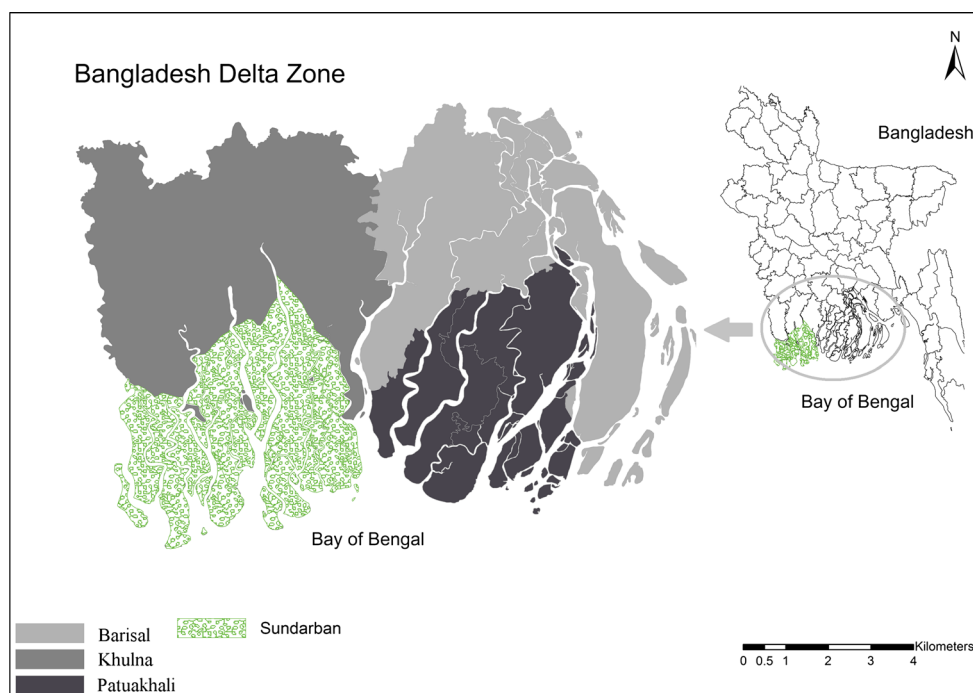 N
Bangladesh Delta Zone
Bangladesh
Bay of Bengal
Bay of Bengal
Barisal
Sundarban
Khulna
Patuakhali
Kilometers
0 0.5 1 2 3 4